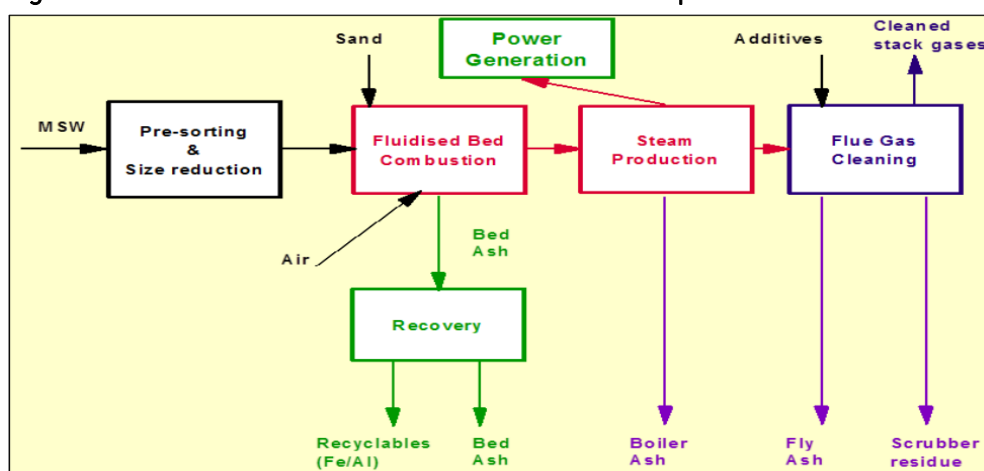 Sand
Power
Generation
Additives
Cleaned
stack gases
MSW
Pre-sorting
&
Size reduction
Fluidised Bed
Combustion
Steam
Production
Flue Gas
Cleaning
Air
Bed
Ash
Recovery
Recyclables
(Fe/Al)
Bed
Ash
Boiler
Ash
Fly
Ash
Scrubber
residue